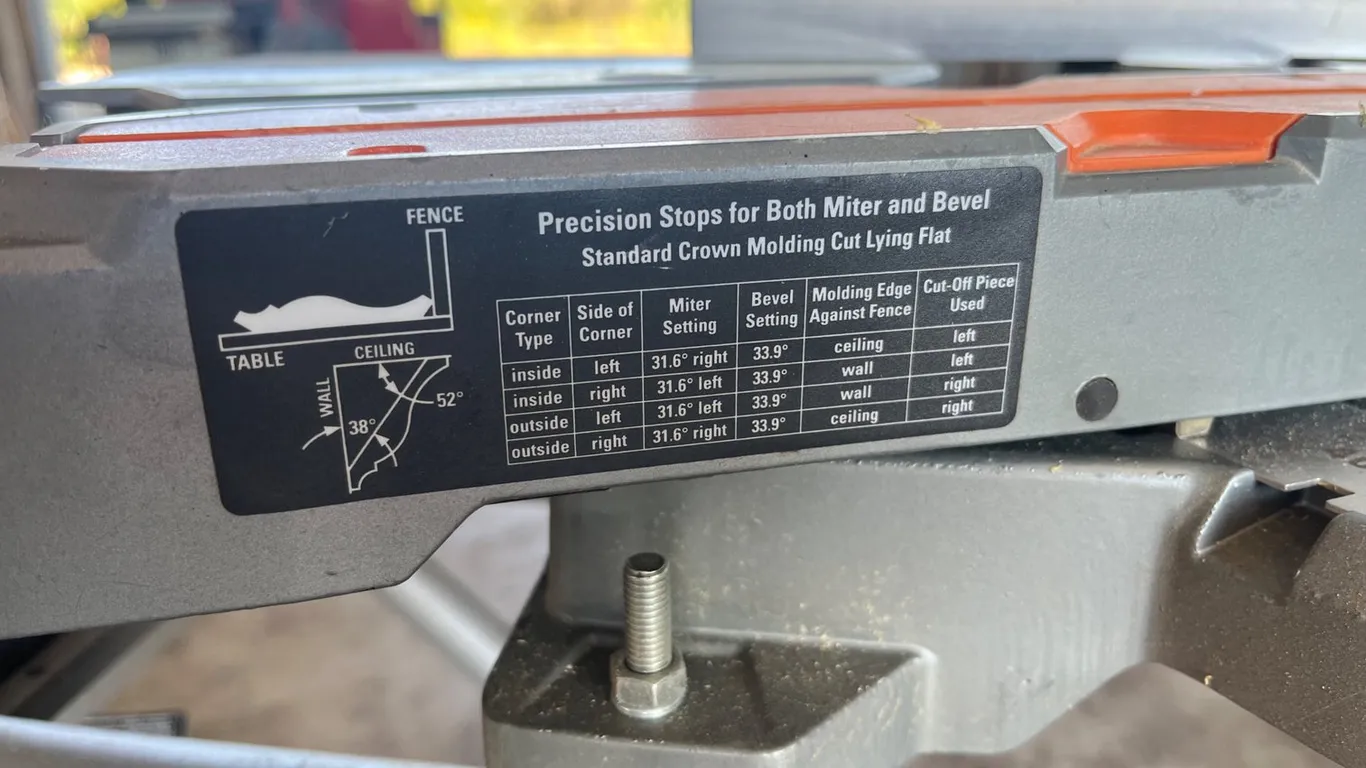 FENCE
TABLE
CEILING
WALL
38°
52°
Precision Stops for Both Miter and Bevel
Standard Crown Molding Cut Lying Flat
Corner Type Side of Corner Miter Setting Bevel Setting Molding Edge Against Fence Cut-Off Piece Used
inside left 31.6° right 33.9° ceiling left
inside right 31.6° left 33.9° wall left
outside left 31.6° left 33.9° wall right
outside right 31.6° right 33.9° ceiling right